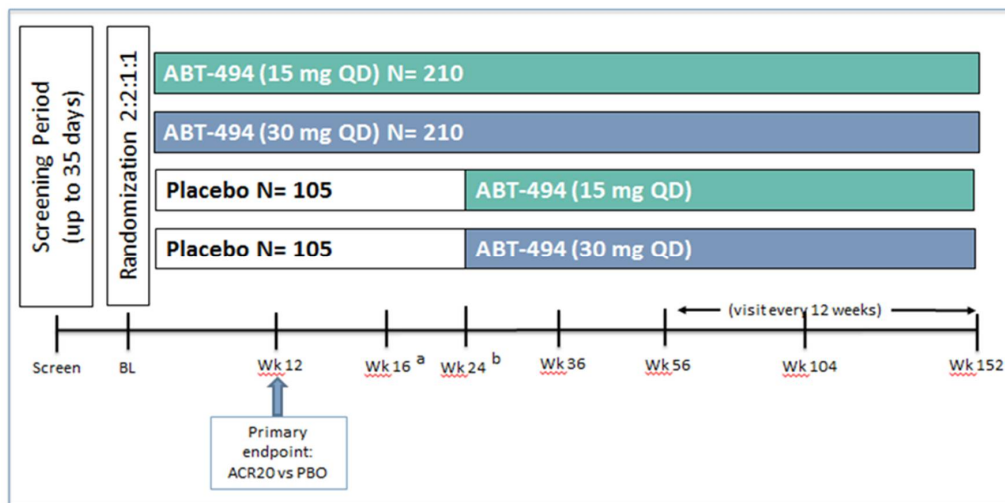 Screening Period
(up to 35 days)
Randomization 2:2:1:1
ABT-494 (15 mg QD) N= 210
ABT-494 (30 mg QD) N= 210
Placebo N= 105
ABT-494 (15 mg QD)
Placebo N= 105
ABT-494 (30 mg QD)
(visit every 12 weeks)
Screen
BL
Wk 12
Wk 16 a
Wk 24 b
Wk 36
Wk 56
Wk 104
Wk 152
Primary
endpoint:
ACR20 vs PBO